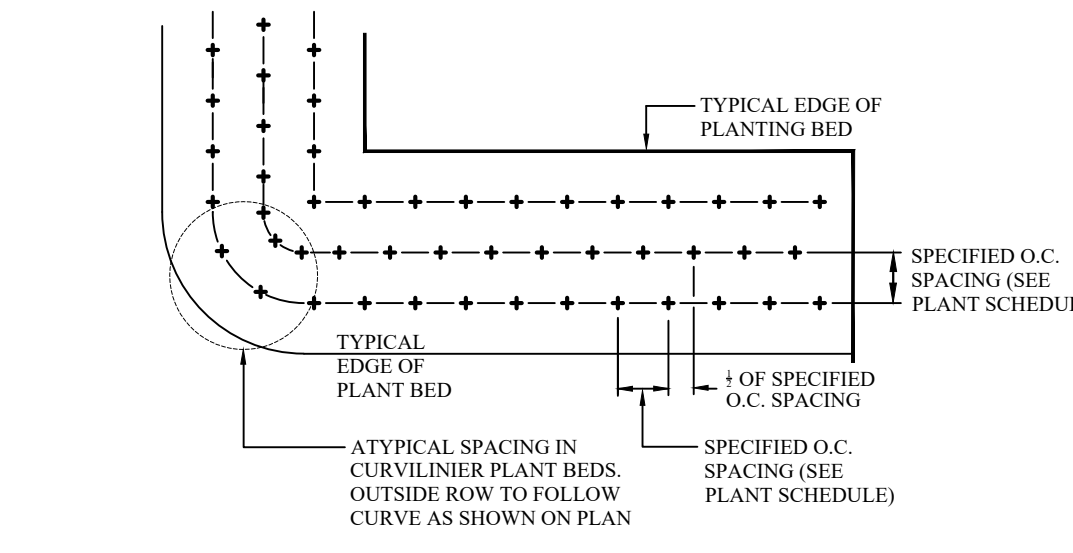 TYPICAL EDGE OF
PLANTING BED
SPECIFIED O.C.
SPACING (SEE
PLANT SCHEDU
TYPICAL
EDGE OF
PLANT BED
½ OF SPECIFIED
O.C. SPACING
ATYPICAL SPACING IN
CURVILINIER PLANT BEDS.
OUTSIDE ROW TO FOLLOW
CURVE AS SHOWN ON PLAN
SPECIFIED O.C.
SPACING (SEE
PLANT SCHEDULE)